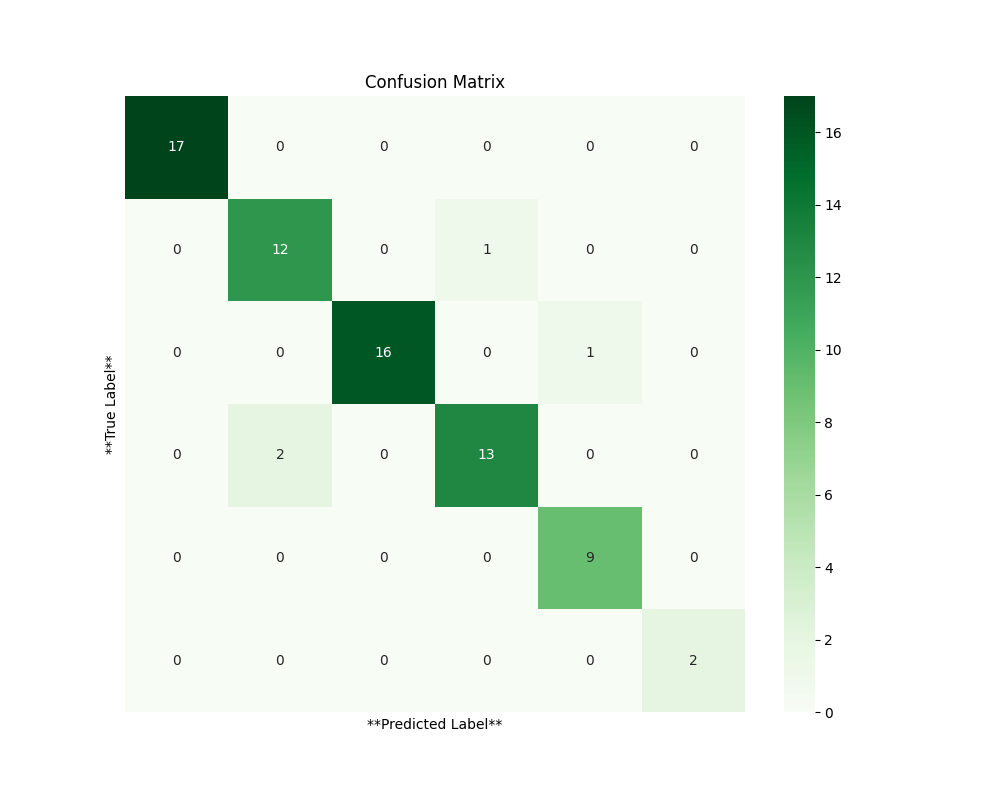 Confusion Matrix
17 0 0 0 0 0
0 12 0 1 0 0
0 0 16 0 1 0
0 2 0 13 0 0
0 0 0 0 9 0
0 0 0 0 0 2
**True Label**
**Predicted Label**
16
14
12
10
8
6
4
2
0